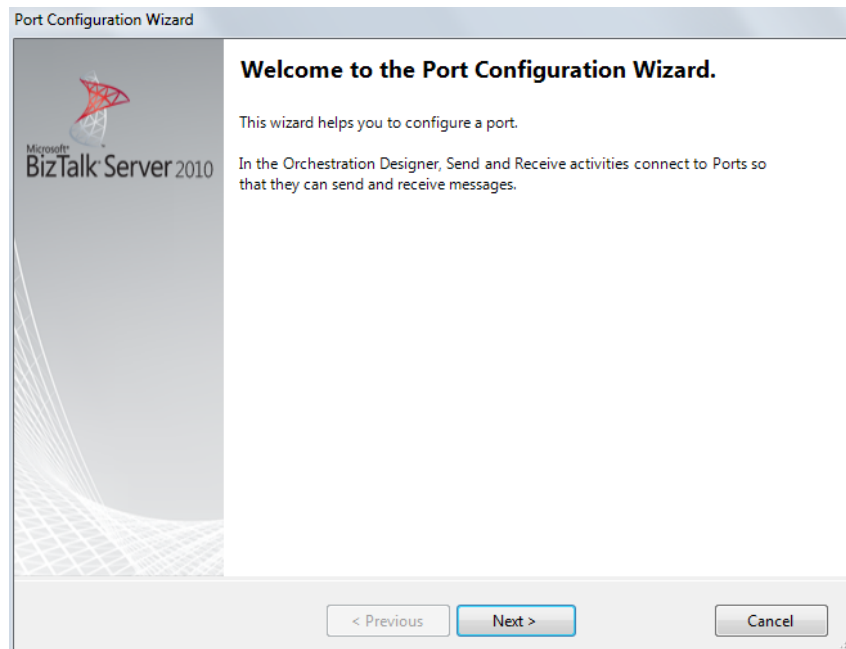 Port Configuration Wizard
Welcome to the Port Configuration Wizard.
This wizard helps you to configure a port.
In the Orchestration Designer, Send and Receive activities connect to Ports so
that they can send and receive messages.
Microsoft®
BizTalk® Server 2010
< Previous
Next >
Cancel